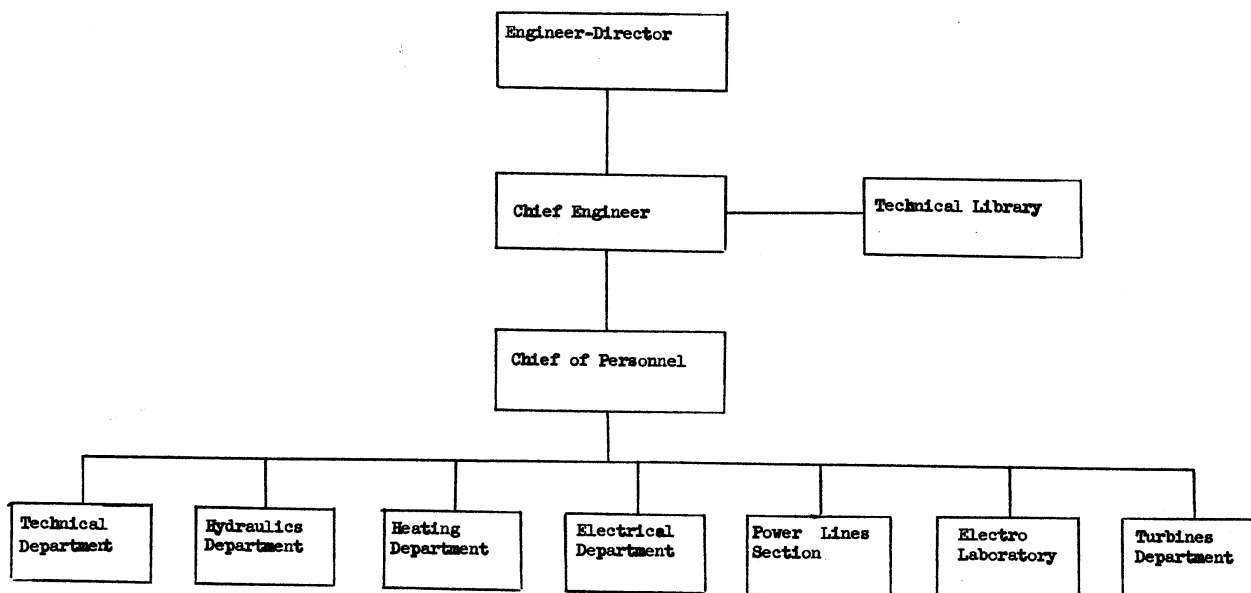 Engineer-Director
Chief Engineer
Technical Library
Chief of Personnel
Technical
Department
Hydraulics
Department
Heating
Department
Electrical
Department
Power Lines
Section
Electro
Laboratory
Turbines
Department